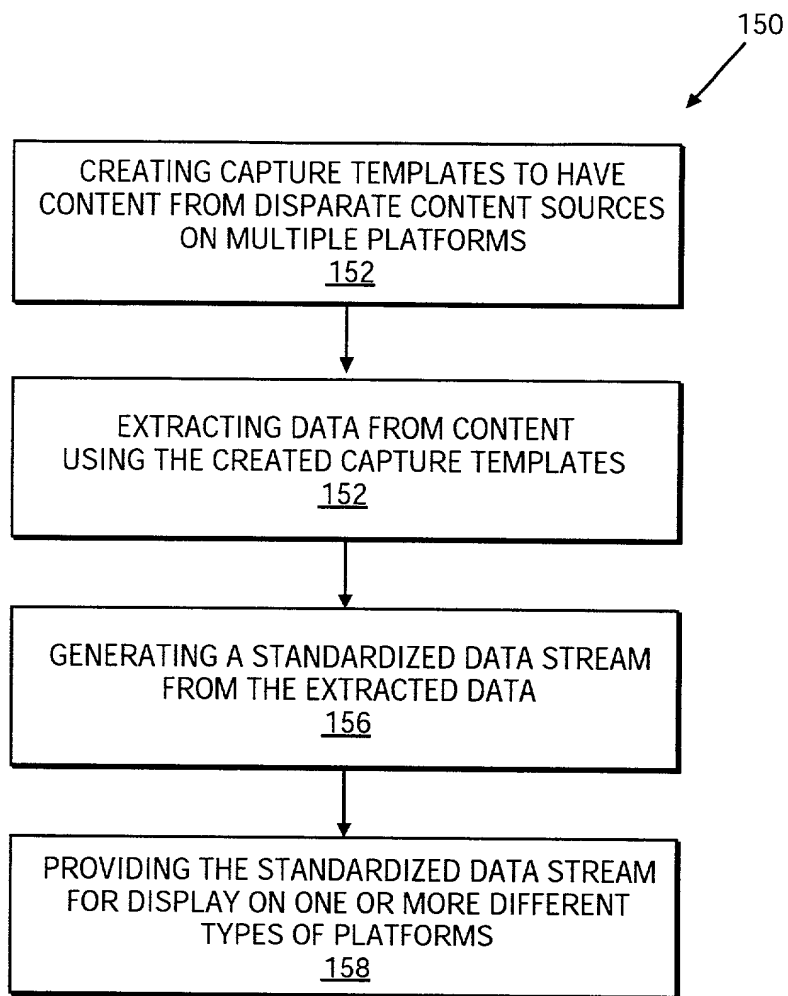 150
CREATING CAPTURE TEMPLATES TO HAVE
CONTENT FROM DISPARATE CONTENT SOURCES
ON MULTIPLE PLATFORMS
152
EXTRACTING DATA FROM CONTENT
USING THE CREATED CAPTURE TEMPLATES
152
GENERATING A STANDARDIZED DATA STREAM
FROM THE EXTRACTED DATA
156
PROVIDING THE STANDARDIZED DATA STREAM
FOR DISPLAY ON ONE OR MORE DIFFERENT
TYPES OF PLATFORMS
158